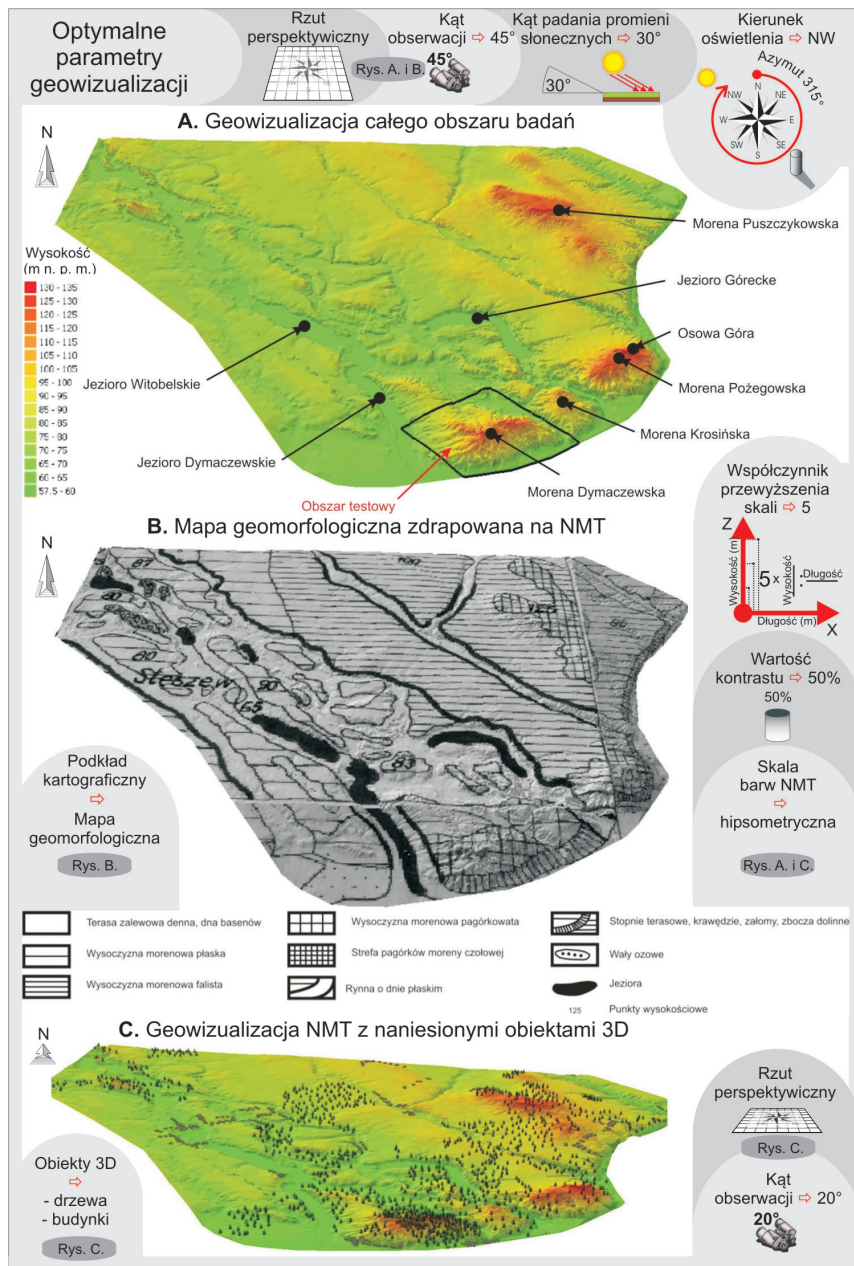 Optymalne
parametry
geowizualizacji
Rzut
perspektywiczny
Rys. A. i B.
Kąt
obserwacji ⇨ 45°
45°
Kąt padania promieni
słonecznych ⇨ 30°
30°
Kierunek
oświetlenia ⇨ NW
Azymut 315°
N
NE
E
SE
S
SW
W
NW
A. Geowizualizacja całego obszaru badań
N
Wysokość
(m n. p. m.)
130 - 135
125 - 130
120 - 125
115 - 120
110 - 115
105 - 110
100 - 105
95 - 100
90 - 95
85 - 90
80 - 85
75 - 80
70 - 75
65 - 70
60 - 65
57.5 - 60
Morena Puszczykowska
Jezioro Górecke
Osowa Góra
Morena Pożegowska
Morena Krosińska
Morena Dymaczewska
Jezioro Witobelskie
Jezioro Dymaczewskie
Obszar testowy
Współczynnik
przewyższenia
skali ⇨ 5
Z
Wysokość (m)
5 x Wysokość : Długość
Długość (m)
X
B. Mapa geomorfologiczna zdrapowana na NMT
N
87
80
Stęszew
90
65
83
Wartość
kontrastu ⇨ 50%
50%
Podkład
kartograficzny
⇨
Mapa
geomorfologiczna
Rys. B.
Skala
barw NMT
⇨
hipsometryczna
Rys. A. i C.
Terasa zalewowa denna, dna basenów
Wysoczyzna morenowa płaska
Wysoczyzna morenowa falista
Wysoczyzna morenowa pagórkowata
Strefa pagórków moreny czołowej
Rynna o dnie płaskim
Stopnie terasowe, krawędzie, załomy, zbocza dolinne
Wały ozowe
Jeziora
125 Punkty wysokościowe
C. Geowizualizacja NMT z naniesionymi obiektami 3D
N
Obiekty 3D
⇨
- drzewa
- budynki
Rys. C.
Rzut
perspektywiczny
Rys. C.
Kąt
obserwacji ⇨ 20°
20°